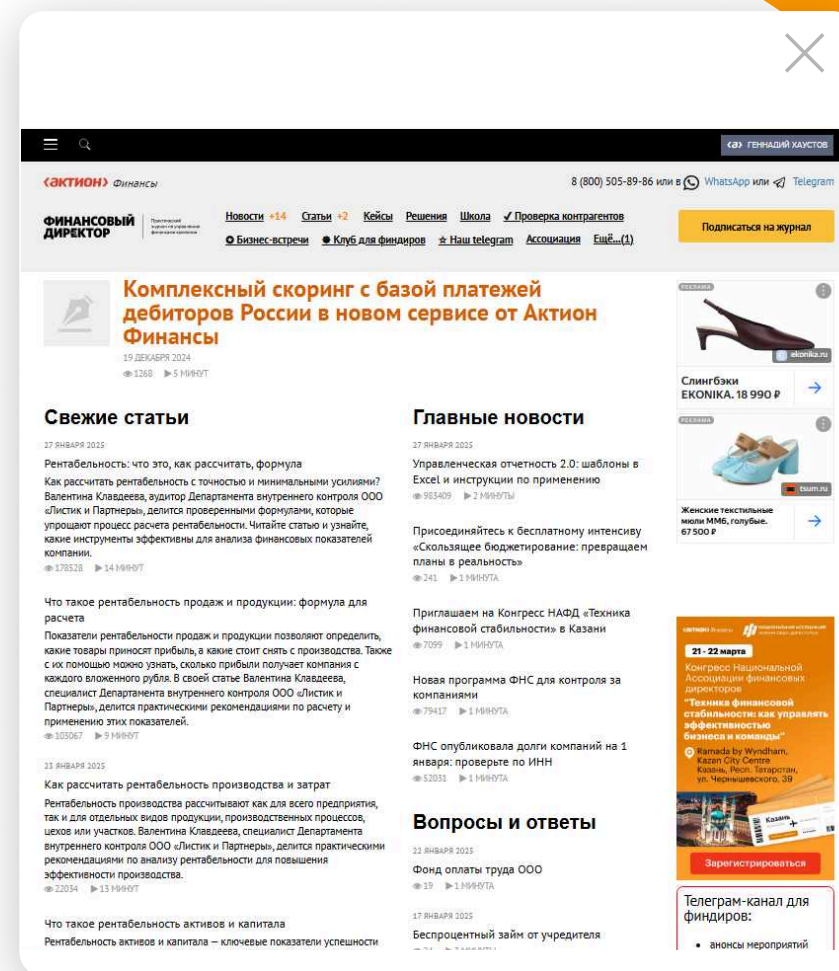 ‹а› ГЕННАДИЙ ХАУСТОВ
‹актион› Финансы
8 (800) 505-89-86 или в WhatsApp или Telegram
ФИНАНСОВЫЙ
ДИРЕКТОР
Практический
журнал по управлению
финансами компании
Новости +14 Статьи +2 Кейсы Решения Школа ✓Проверка контрагентов
Бизнес-встречи Клуб для финдиров ☆ Наш telegram Ассоциация Ещё...(1)
Подписаться на журнал
Комплексный скоринг с базой платежей
дебиторов России в новом сервисе от Актион
Финансы
19 ДЕКАБРЯ 2024
1268 ▶5 МИНУТ
Свежие статьи
27 ЯНВАРЯ 2025
Рентабельность: что это, как рассчитать, формула
Как рассчитать рентабельность с точностью и минимальными усилиями?
Валентина Клавдеева, аудитор Департамента внутреннего контроля ООО
«Листик и Партнеры», делится проверенными формулами, которые
упрощают процесс расчета рентабельности. Читайте статью и узнайте,
какие инструменты эффективны для анализа финансовых показателей
компании.
178528 ▶14 МИНУТ
Что такое рентабельность продаж и продукции: формула для
расчета
Показатели рентабельности продаж и продукции позволяют определить,
какие товары приносят прибыль, а какие стоит снять с производства. Также
с их помощью можно узнать, сколько прибыли получает компания с
каждого вложенного рубля. В своей статье Валентина Клавдеева,
специалист Департамента внутреннего контроля ООО «Листик и
Партнеры», делится практическими рекомендациями по расчету и
применению этих показателей.
103067 ▶9 МИНУТ
23 ЯНВАРЯ 2025
Как рассчитать рентабельность производства и затрат
Рентабельность производства рассчитывают как для всего предприятия,
так и для отдельных видов продукции, производственных процессов,
цехов или участков. Валентина Клавдеева, специалист Департамента
внутреннего контроля ООО «Листик и Партнеры», делится практическими
рекомендациями по анализу рентабельности для повышения
эффективности производства.
22034 ▶13 МИНУТ
Что такое рентабельность активов и капитала
Рентабельность активов и капитала – ключевые показатели успешности
Главные новости
27 ЯНВАРЯ 2025
Управленческая отчетность 2.0: шаблоны в
Excel и инструкции по применению
983409 ▶2 МИНУТЫ
Присоединяйтесь к бесплатному интенсиву
«Скользящее бюджетирование: превращаем
планы в реальность»
241 ▶1 МИНУТА
Приглашаем на Конгресс НАФД «Техника
финансовой стабильности» в Казани
7099 ▶1 МИНУТА
Новая программа ФНС для контроля за
компаниями
79417 ▶1 МИНУТА
ФНС опубликовала долги компаний на 1
января: проверьте по ИНН
52031 ▶1 МИНУТА
Вопросы и ответы
22 ЯНВАРЯ 2025
Фонд оплаты труда ООО
19 ▶1 МИНУТА
17 ЯНВАРЯ 2025
Беспроцентный займ от учредителя
РЕКЛАМА
ekonika.ru
Слингбэки
EKONIKA. 18 990 ₽
РЕКЛАМА
tsum.ru
Женские текстильные
мюли MM6, голубые.
67 500 ₽
‹актион› Финансы
21 - 22 марта
Конгресс Национальной
Ассоциации финансовых
директоров
"Техника финансовой
стабильности: как управлять
эффективностью
бизнеса и команды"
Ramada by Wyndham,
Kazan City Centre
Казань, Респ. Татарстан,
ул. Чернышевского, 39
Казань
Зарегистрироваться
Телеграм-канал для
финдиров:
• анонсы мероприятий